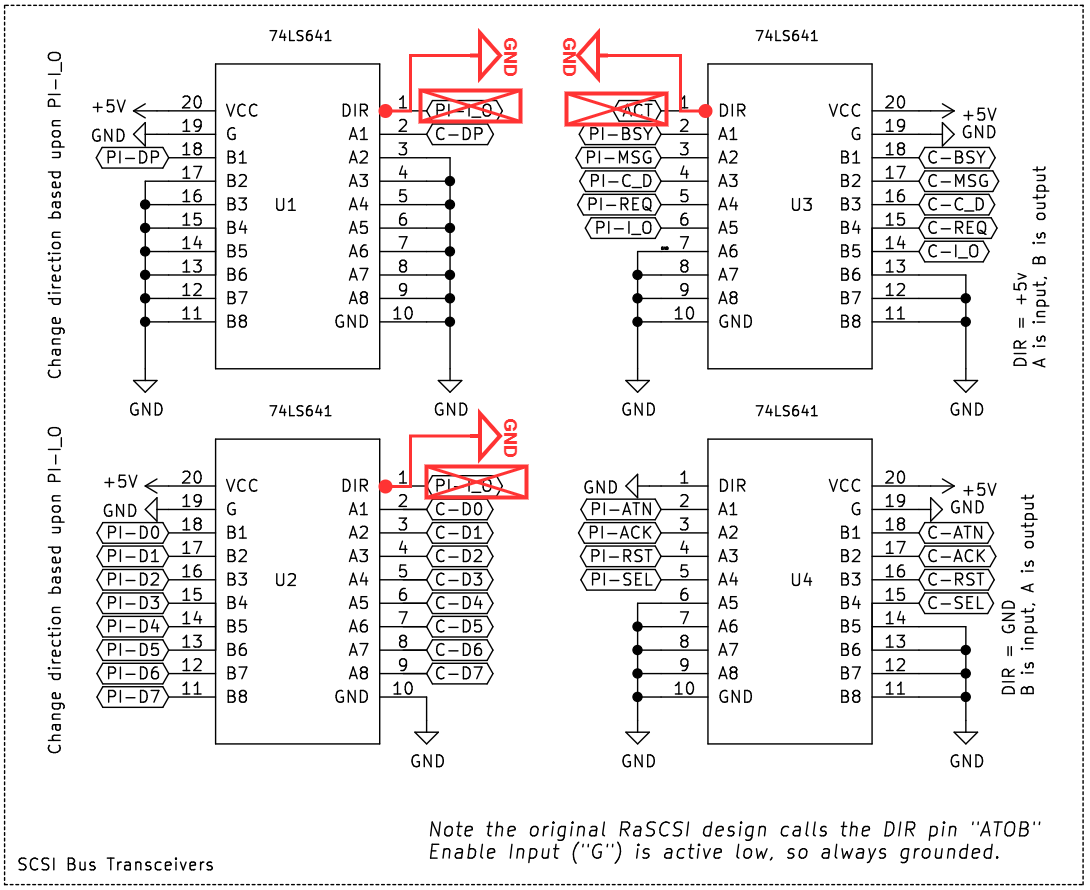 Change direction based upon PI-I_O
74LS641
GND
+5V 20 VCC DIR 1 PI-I_O
GND 19 G A1 2 C-DP
PI-DP 18 B1 A2 3
17 B2 A3 4
16 B3 U1 A4 5
15 B4 A5 6
14 B5 A6 7
13 B6 A7 8
12 B7 A8 9
11 B8 GND 10
GND GND
74LS641
GND
ACT 1 DIR VCC 20 +5V
PI-BSY 2 A1 G 19 GND
PI-MSG 3 A2 B1 18 C-BSY
PI-C_D 4 A3 B2 17 C-MSG
PI-REQ 5 A4 U3 B3 16 C-C_D
PI-I_O 6 A5 B4 15 C-REQ
7 A6 B5 14 C-I_O
8 A7 B6 13
9 A8 B7 12
10 GND B8 11
GND GND
DIR = +5v
A is input, B is output
Change direction based upon PI-I_O
74LS641
GND
+5V 20 VCC DIR 1 PI-I_O
GND 19 G A1 2 C-D0
PI-D0 18 B1 A2 3 C-D1
PI-D1 17 B2 A3 4 C-D2
PI-D2 16 B3 U2 A4 5 C-D3
PI-D3 15 B4 A5 6 C-D4
PI-D4 14 B5 A6 7 C-D5
PI-D5 13 B6 A7 8 C-D6
PI-D6 12 B7 A8 9 C-D7
PI-D7 11 B8 GND 10
GND
74LS641
GND 1 DIR VCC 20 +5V
PI-ATN 2 A1 G 19 GND
PI-ACK 3 A2 B1 18 C-ATN
PI-RST 4 A3 B2 17 C-ACK
PI-SEL 5 A4 U4 B3 16 C-RST
6 A5 B4 15 C-SEL
7 A6 B5 14
8 A7 B6 13
9 A8 B7 12
10 GND B8 11
GND GND
DIR = GND
B is input, A is output
Note the original RaSCSI design calls the DIR pin "ATOB"
Enable Input ("G") is active low, so always grounded.
SCSI Bus Transceivers